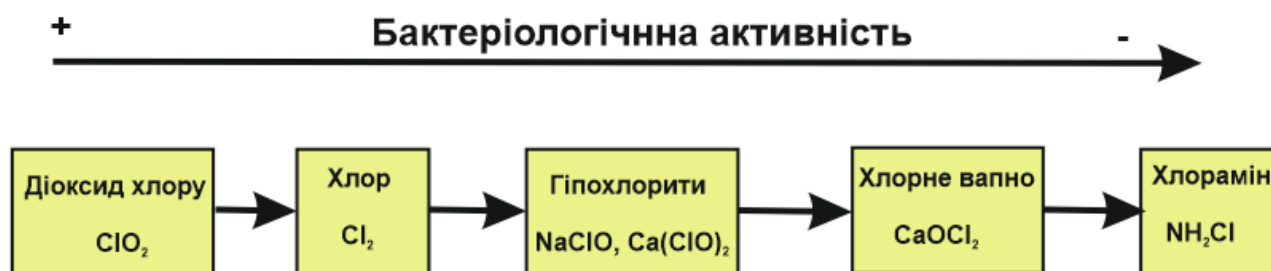 + Бактеріологічнна активність -
Діоксид хлору
ClO₂
Хлор
Cl₂
Гіпохлорити
NaClO, Ca(ClO)₂
Хлорне вапно
CaOCl₂
Хлорамін
NH₂Cl